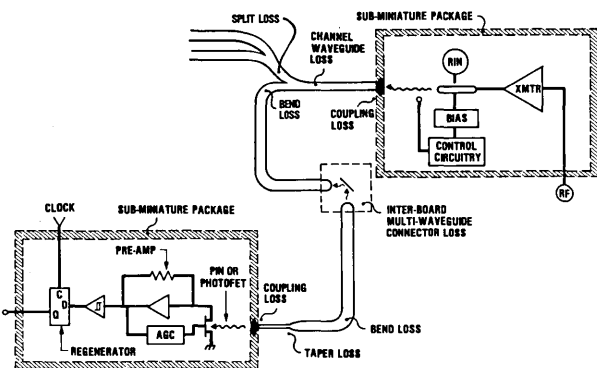 SUB-MINIATURE PACKAGE
SPLIT LOSS
CHANNEL
WAVEGUIDE
LOSS
RIN
XMTR
BEND
LOSS
COUPLING
LOSS
BIAS
CONTROL
CIRCUITRY
RF
INTER-BOARD
MULTI-WAVEGUIDE
CONNECTOR LOSS
CLOCK
SUB-MINIATURE PACKAGE
PRE-AMP
PIN OR
PHOTOFET
COUPLING
LOSS
C
D
Q
AGC
REGENERATOR
BEND LOSS
TAPER LOSS